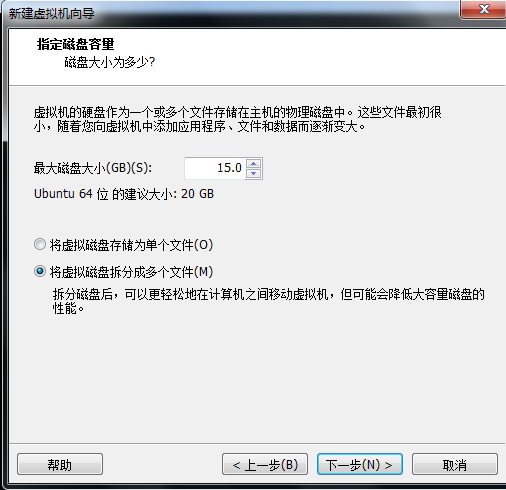 新建虚拟机向导
指定磁盘容量
磁盘大小为多少?
虚拟机的硬盘作为一个或多个文件存储在主机的物理磁盘中。这些文件最初很
小，随着您向虚拟机中添加应用程序、文件和数据而逐渐变大。
最大磁盘大小(GB)(S): 15.0
Ubuntu 64 位 的建议大小: 20 GB
将虚拟磁盘存储为单个文件(O)
将虚拟磁盘拆分成多个文件(M)
拆分磁盘后，可以更轻松地在计算机之间移动虚拟机，但可能会降低大容量磁盘的
性能。
帮助 < 上一步(B) 下一步(N) > 取消